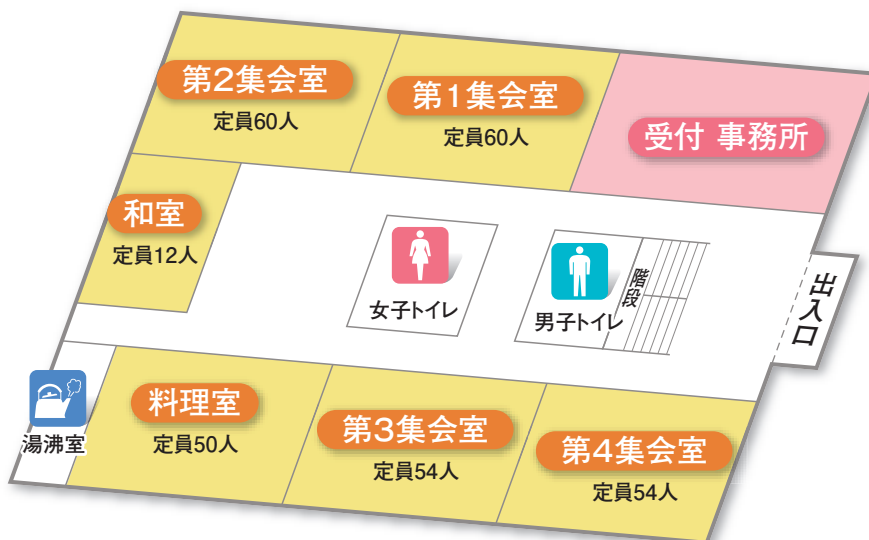 第2集会室
定員60人
第1集会室
定員60人
受付 事務所
和室
定員12人
女子トイレ
男子トイレ
階段
出入口
湯沸室
料理室
定員50人
第3集会室
定員54人
第4集会室
定員54人